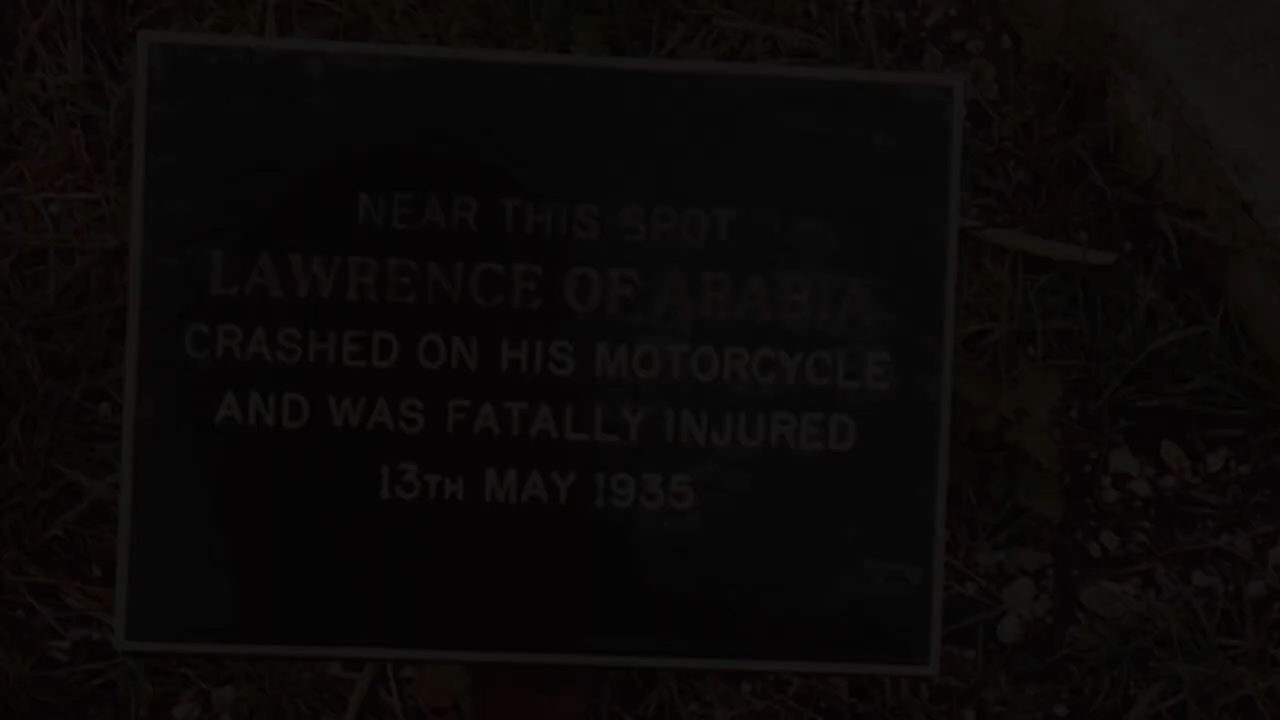 NEAR THIS SPOT
LAWRENCE OF ARABIA
CRASHED ON HIS MOTORCYCLE
AND WAS FATALLY INJURED
13TH MAY 1935